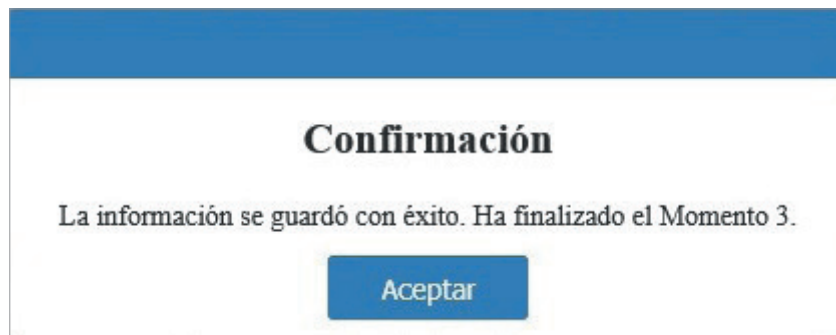 Confirmación
La información se guardó con éxito. Ha finalizado el Momento 3.
Aceptar